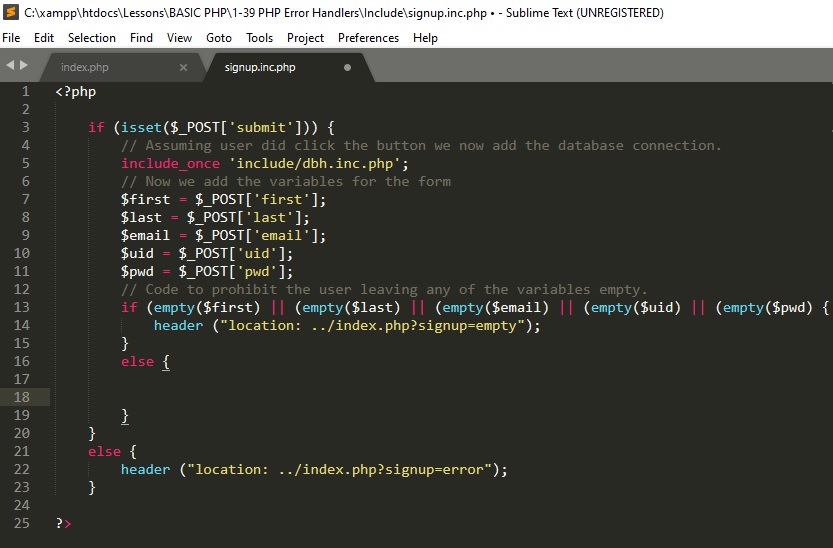 C:\xampp\htdocs\Lessons\BASIC PHP\1-39 PHP Error Handlers\Include\signup.inc.php • - Sublime Text (UNREGISTERED)
File Edit Selection Find View Goto Tools Project Preferences Help
index.php × signup.inc.php
1 <?php
2
3 if (isset($_POST['submit'])) {
4 // Assuming user did click the button we now add the database connection.
5 include_once 'include/dbh.inc.php';
6 // Now we add the variables for the form
7 $first = $_POST['first'];
8 $last = $_POST['last'];
9 $email = $_POST['email'];
10 $uid = $_POST['uid'];
11 $pwd = $_POST['pwd'];
12 // Code to prohibit the user leaving any of the variables empty.
13 if (empty($first) || (empty($last) || (empty($email) || (empty($uid) || (empty($pwd) {
14 header ("location: ../index.php?signup=empty");
15 }
16 else {
17
18
19 }
20 }
21 else {
22 header ("location: ../index.php?signup=error");
23 }
24
25 ?>